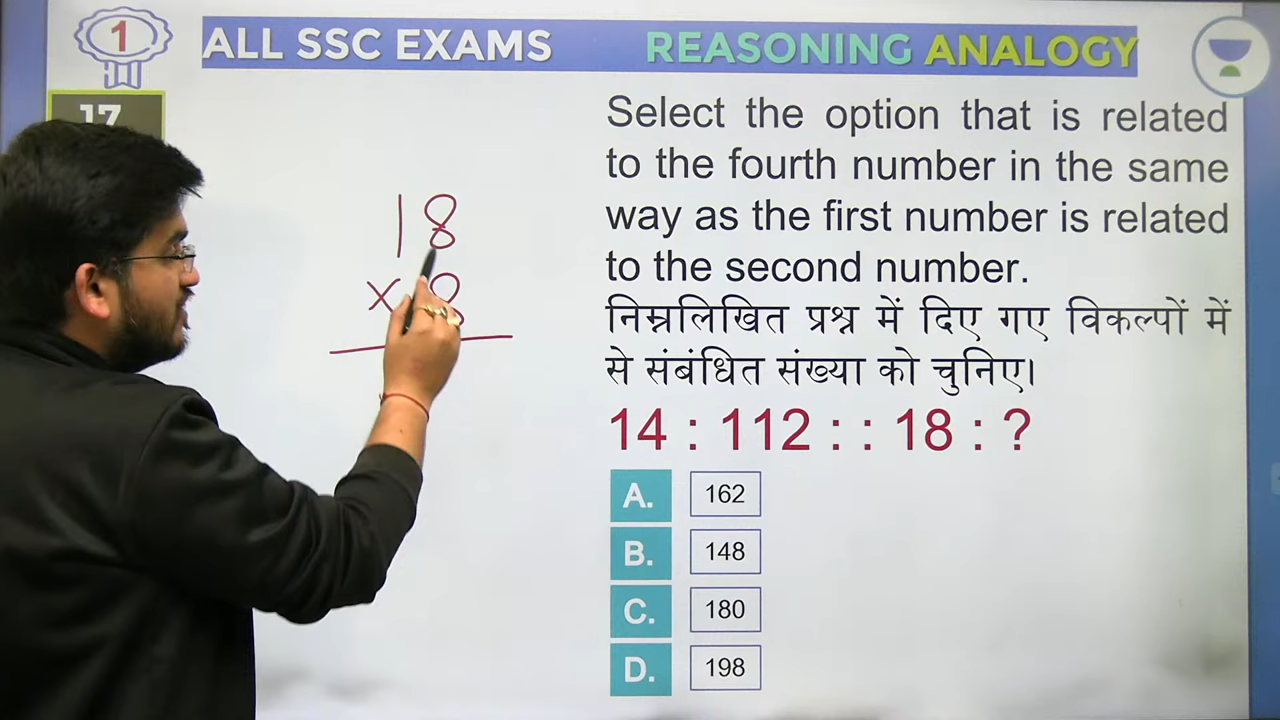 1
ALL SSC EXAMS REASONING ANALOGY
17
Select the option that is related
to the fourth number in the same
way as the first number is related
to the second number.
निम्नलिखित प्रश्न में दिए गए विकल्पों में
से संबंधित संख्या को चुनिए।
14 : 112 : : 18 : ?
A. 162
B. 148
C. 180
D. 198
18
× 8